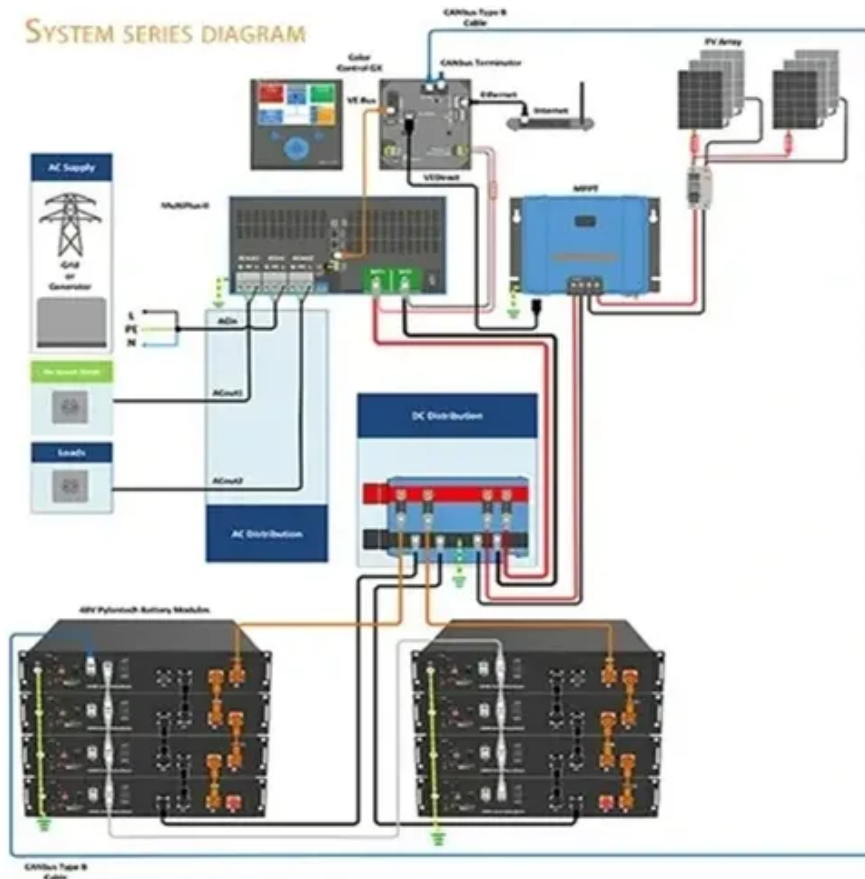 SYSTEM SERIES DIAGRAM
CANbus Type B
Cable
Color
Control GX
CANbus Terminator
PV Array
VE Bus
Ethernet
Internet
AC Supply
VEDirect
MPPT
MultiPlus-II
Grid
or
Generator
L
PE
N
ACin
ACout1
DC Distribution
Loads
ACout2
AC Distribution
48V Pylontech Battery Modules
CANbus Type B
Cable